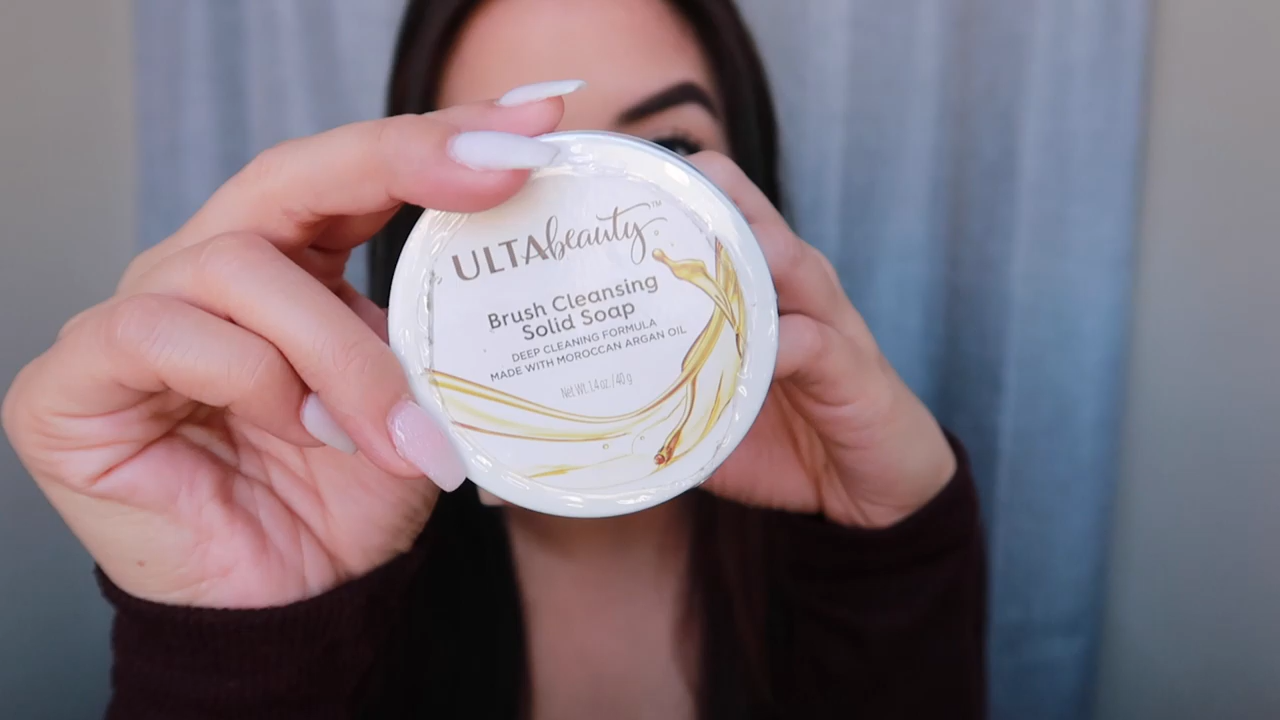 ULTAbeauty™
Brush Cleansing
Solid Soap
DEEP CLEANING FORMULA
MADE WITH MOROCCAN ARGAN OIL
Net Wt. 1.4 oz. / 40 g